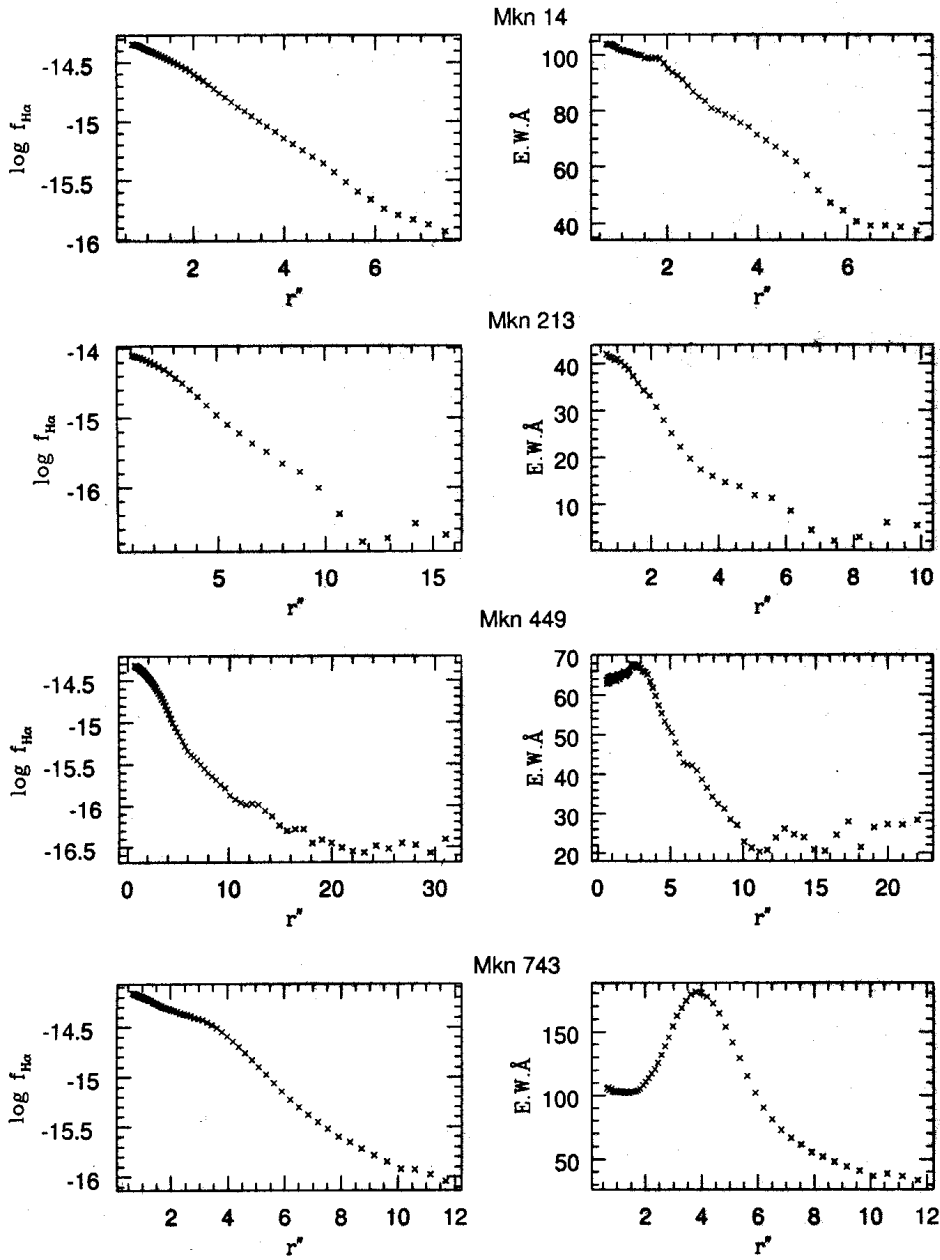 Mkn 14
-14.5
-15
-15.5
-16
log f Hα
2 4 6
r"
100
80
60
40
E.W.Å
2 4 6
r"
Mkn 213
-14
-15
-16
log f Hα
5 10 15
r"
40
30
20
10
E.W.Å
2 4 6 8 10
r"
Mkn 449
-14.5
-15
-15.5
-16
-16.5
log f Hα
0 10 20 30
r"
70
60
50
40
30
20
E.W.Å
0 5 10 15 20
r"
Mkn 743
-14.5
-15
-15.5
-16
log f Hα
2 4 6 8 10 12
r"
150
100
50
E.W.Å
2 4 6 8 10 12
r"